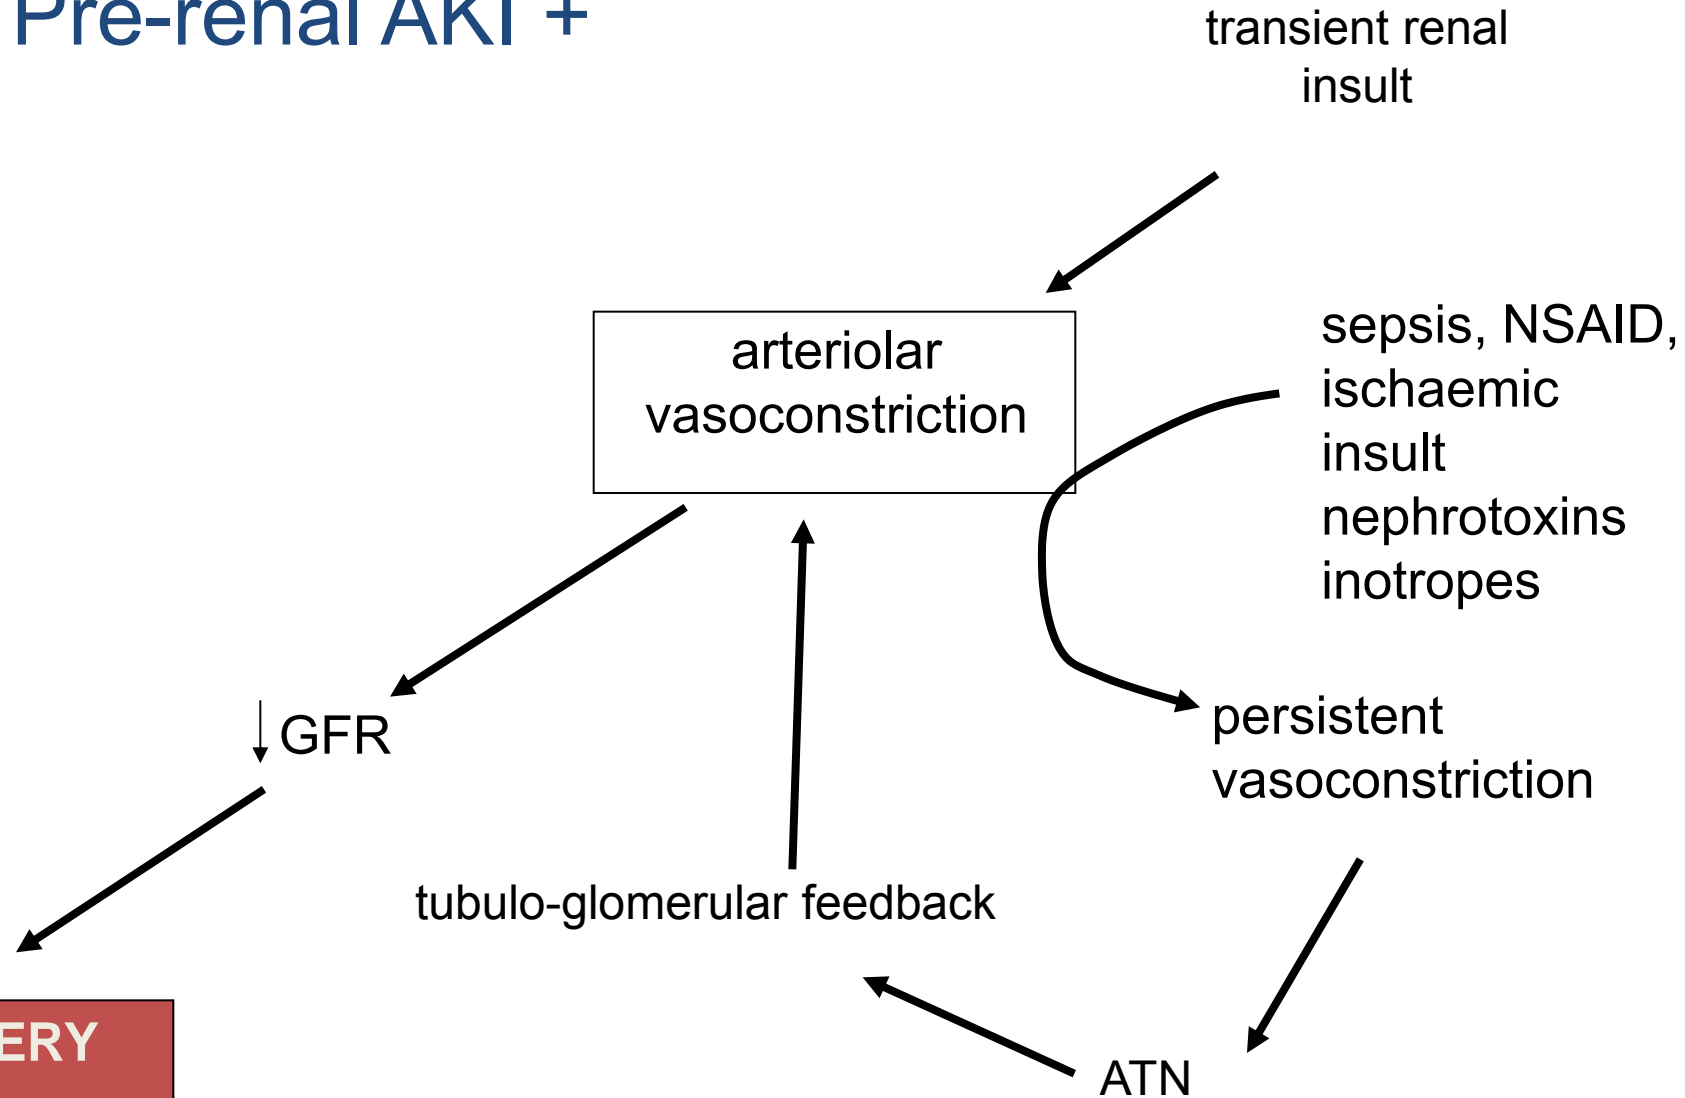 Pre-renal AKI +
transient renal
insult
arteriolar
vasoconstriction
sepsis, NSAID,
ischaemic
insult
nephrotoxins
inotropes
GFR
persistent
vasoconstriction
tubulo-glomerular feedback
ERY
ATN